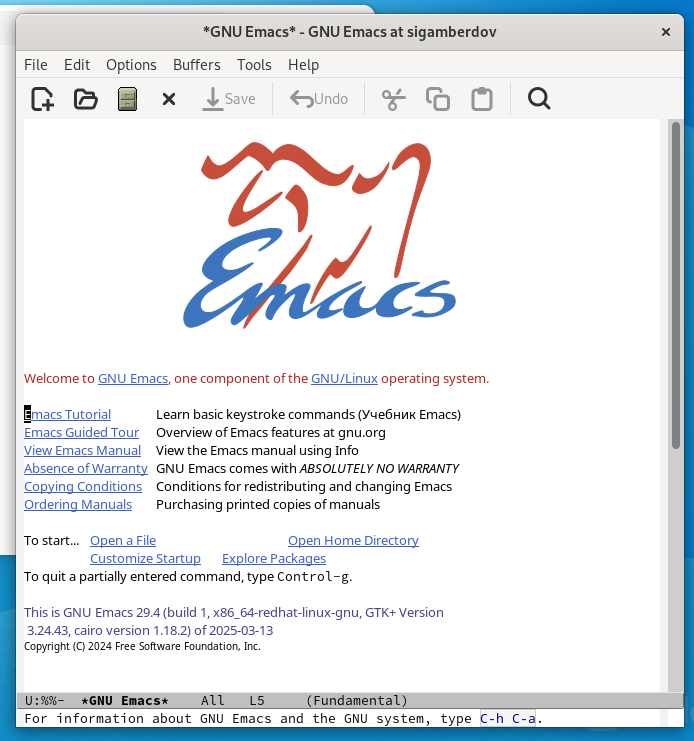 *GNU Emacs* - GNU Emacs at sigamberdov
File Edit Options Buffers Tools Help
Save Undo
Emacs
Welcome to GNU Emacs, one component of the GNU/Linux operating system.
Emacs Tutorial Learn basic keystroke commands (Учебник Emacs)
Emacs Guided Tour Overview of Emacs features at gnu.org
View Emacs Manual View the Emacs manual using Info
Absence of Warranty GNU Emacs comes with ABSOLUTELY NO WARRANTY
Copying Conditions Conditions for redistributing and changing Emacs
Ordering Manuals Purchasing printed copies of manuals
To start... Open a File Open Home Directory
Customize Startup Explore Packages
To quit a partially entered command, type Control-g.
This is GNU Emacs 29.4 (build 1, x86_64-redhat-linux-gnu, GTK+ Version
3.24.43, cairo version 1.18.2) of 2025-03-13
Copyright (C) 2024 Free Software Foundation, Inc.
U:%%- *GNU Emacs* All L5 (Fundamental)
For information about GNU Emacs and the GNU system, type C-h C-a.